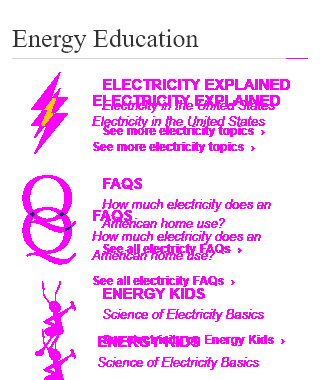 Energy Education
ELECTRICITY EXPLAINED
ELECTRICITY EXPLAINED
Electricity in the United States
Electricity in the United States
See more electricity topics ›
See more electricity topics ›
FAQS
How much electricity does an
FAQS
American home use?
How much electricity does an
See all electricty FAQs ›
American home use?
See all electricity FAQs ›
ENERGY KIDS
Science of Electricity Basics
Energy Kids ›
ENERGY KIDS
Science of Electricity Basics